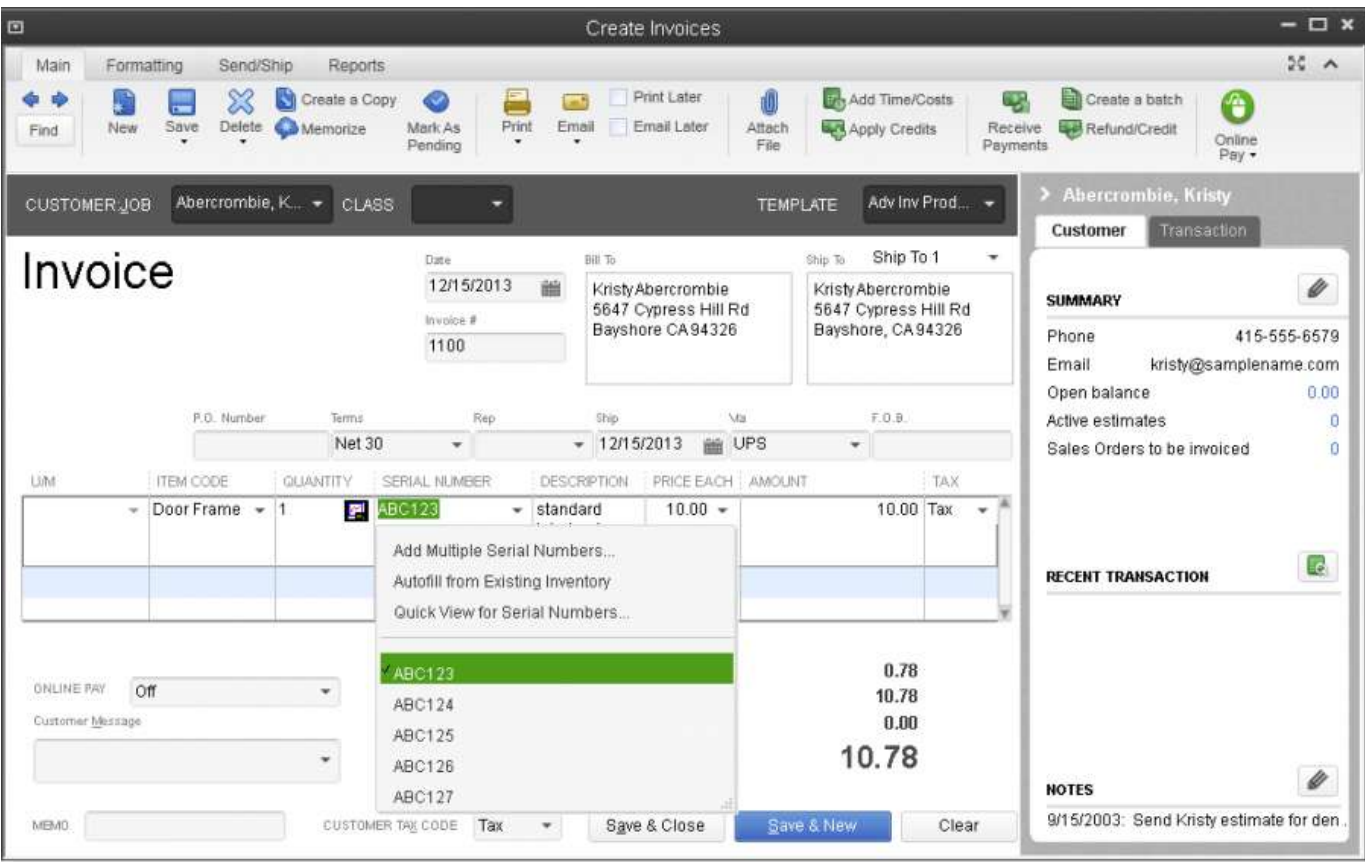 Create Invoices
Main Formatting Send/Ship Reports
Find New Save Delete Create a Copy Memorize Mark As Pending Print Email Print Later Email Later Attach File Add Time/Costs Apply Credits Receive Payments Create a batch Refund/Credit Online Pay
CUSTOMER:JOB Abercrombie, K... CLASS TEMPLATE Adv Inv Prod...
> Abercrombie, Kristy
Customer Transaction
Invoice
Date
12/15/2013
Invoice #
1100
Bill To
Kristy Abercrombie
5647 Cypress Hill Rd
Bayshore CA 94326
Ship To Ship To 1
Kristy Abercrombie
5647 Cypress Hill Rd
Bayshore, CA 94326
SUMMARY
Phone 415-555-6579
Email kristy@samplename.com
Open balance 0.00
Active estimates 0
Sales Orders to be invoiced 0
P.O. Number Terms Rep Ship Via F.O.B.
Net 30 12/15/2013 UPS
U/M ITEM CODE QUANTITY SERIAL NUMBER DESCRIPTION PRICE EACH AMOUNT TAX
Door Frame 1 ABC123 standard 10.00 10.00 Tax
Add Multiple Serial Numbers...
Autofill from Existing Inventory
Quick View for Serial Numbers...
ABC123
ABC124
ABC125
ABC126
ABC127
RECENT TRANSACTION
0.78
10.78
0.00
10.78
ONLINE PAY Off
Customer Message
MEMO CUSTOMER TAX CODE Tax Save & Close Save & New Clear
NOTES
9/15/2003: Send Kristy estimate for den .